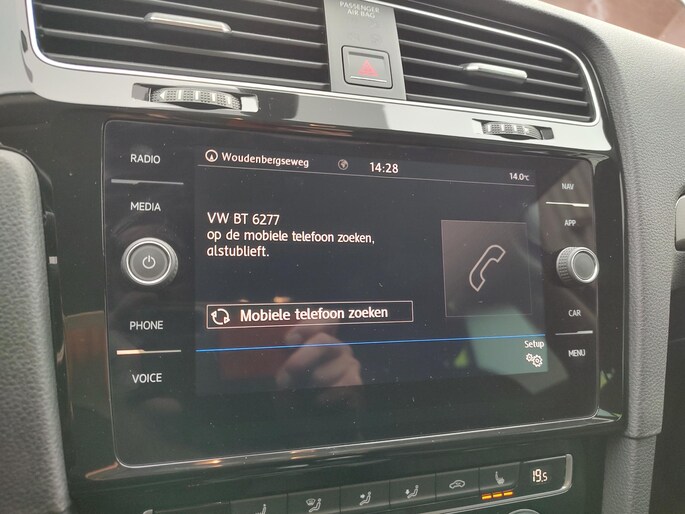 PASSENGER
AIR BAG
RADIO
Woudenbergseweg
14:28
14.0°C
NAV
MEDIA
VW BT 6277
op de mobiele telefoon zoeken,
alstublieft.
APP
PHONE
Mobiele telefoon zoeken
CAR
Setup
VOICE
MENU
19.5